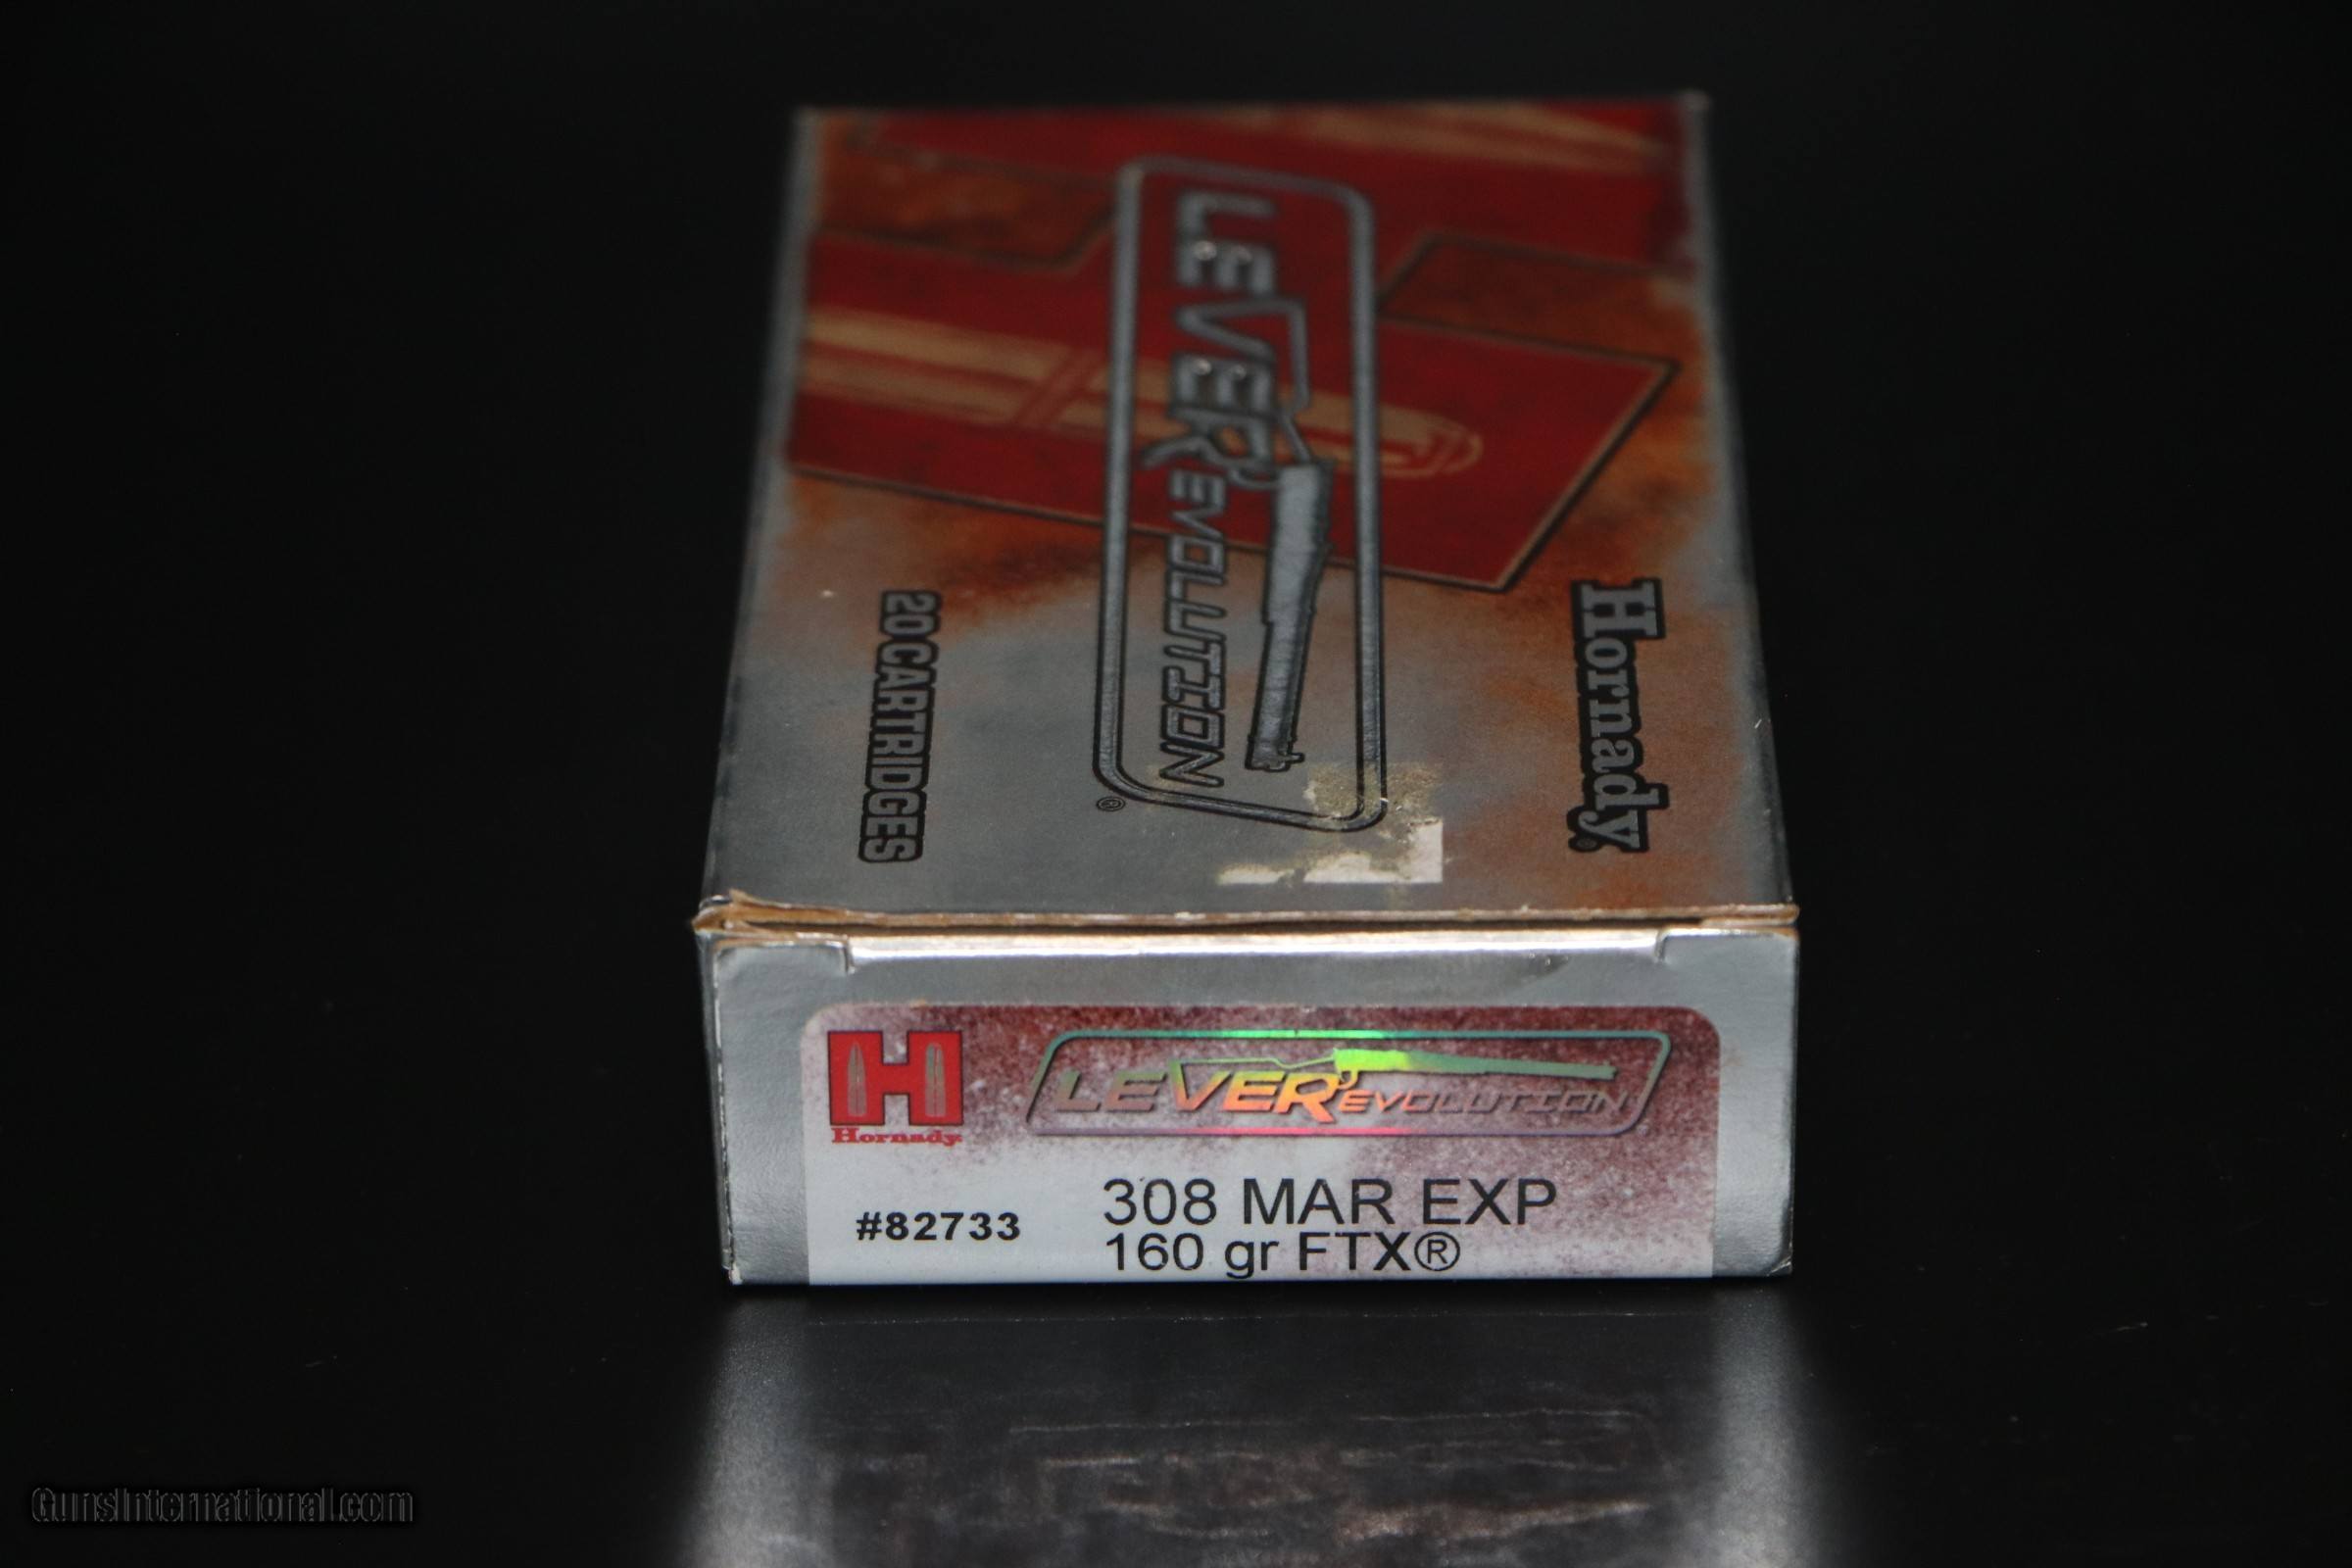 LEVEREVOLUTION®
Hornady®
20 CARTRIDGES
H
Hornady
LEVEREVOLUTION
#82733
308 MAR EXP
160 gr FTX®
GunsInternational.com